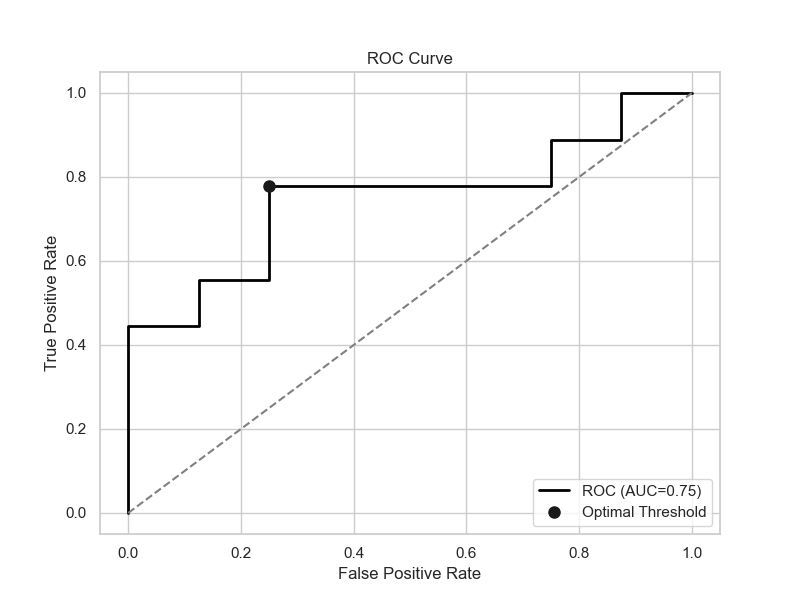 ROC Curve
1.0
0.8
0.6
0.4
0.2
0.0
True Positive Rate
0.0 0.2 0.4 0.6 0.8 1.0
False Positive Rate
ROC (AUC=0.75)
Optimal Threshold